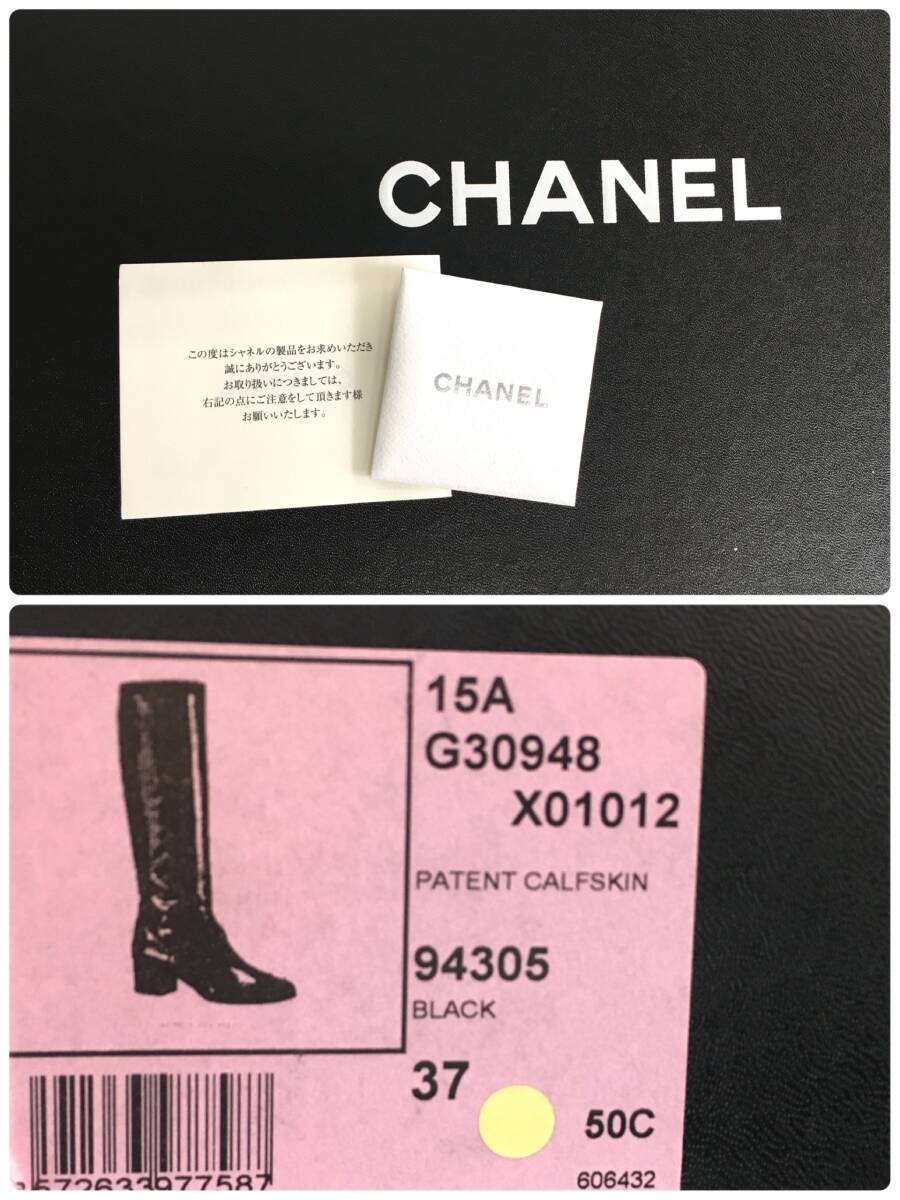 CHANEL
この度はシャネルの製品をお求めいただき
誠にありがとうございます。
お取り扱いにつきましては、
右記の点にご注意をして頂きます様
お願いいたします。
CHANEL
15A
G30948
X01012
PATENT CALFSKIN
94305
BLACK
37
50C
606432
572633977587